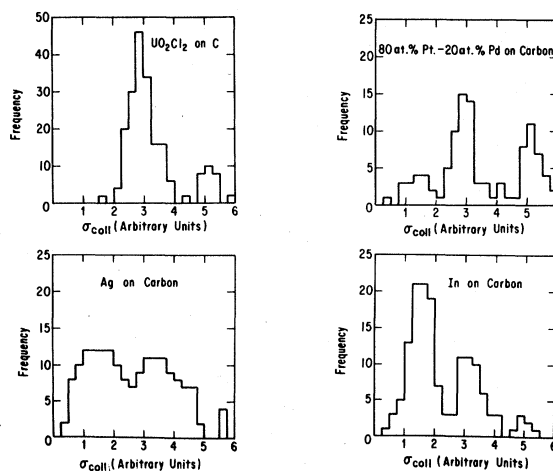 50
40
30
20
10
0
Frequency
UO2Cl2 on C
1 2 3 4 5 6
σcoll (Arbitrary Units)
25
20
15
10
5
0
Frequency
80 at.% Pt.-20 at.% Pd on Carbon
1 2 3 4 5 6
σcoll (Arbitrary Units)
25
20
15
10
5
0
Frequency
Ag on Carbon
1 2 3 4 5 6
σcoll. (Arbitrary Units)
25
20
15
10
5
0
Frequency
In on Carbon
1 2 3 4 5 6
σcoll (Arbitrary Units)